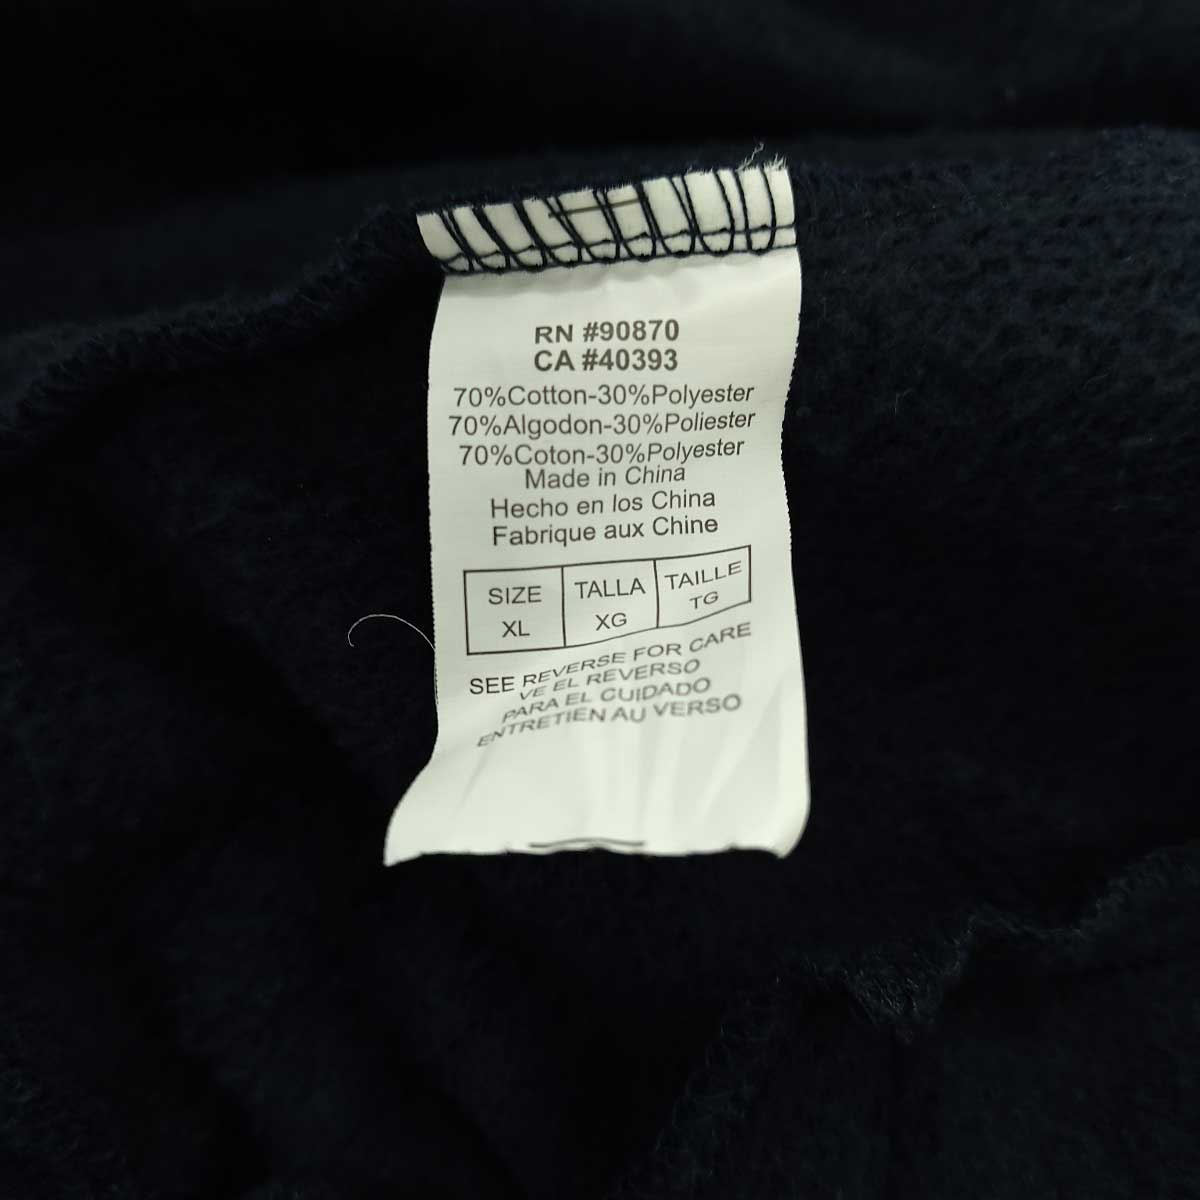 RN #90870
CA #40393
70%Cotton-30%Polyester
70%Algodon-30%Poliester
70%Coton-30%Polyester
Made in China
Hecho en los China
Fabrique aux Chine
SIZE TALLA TAILLE
XL XG TG
SEE REVERSE FOR CARE
VE EL REVERSO
PARA EL CUIDADO
ENTRETIEN AU VERSO